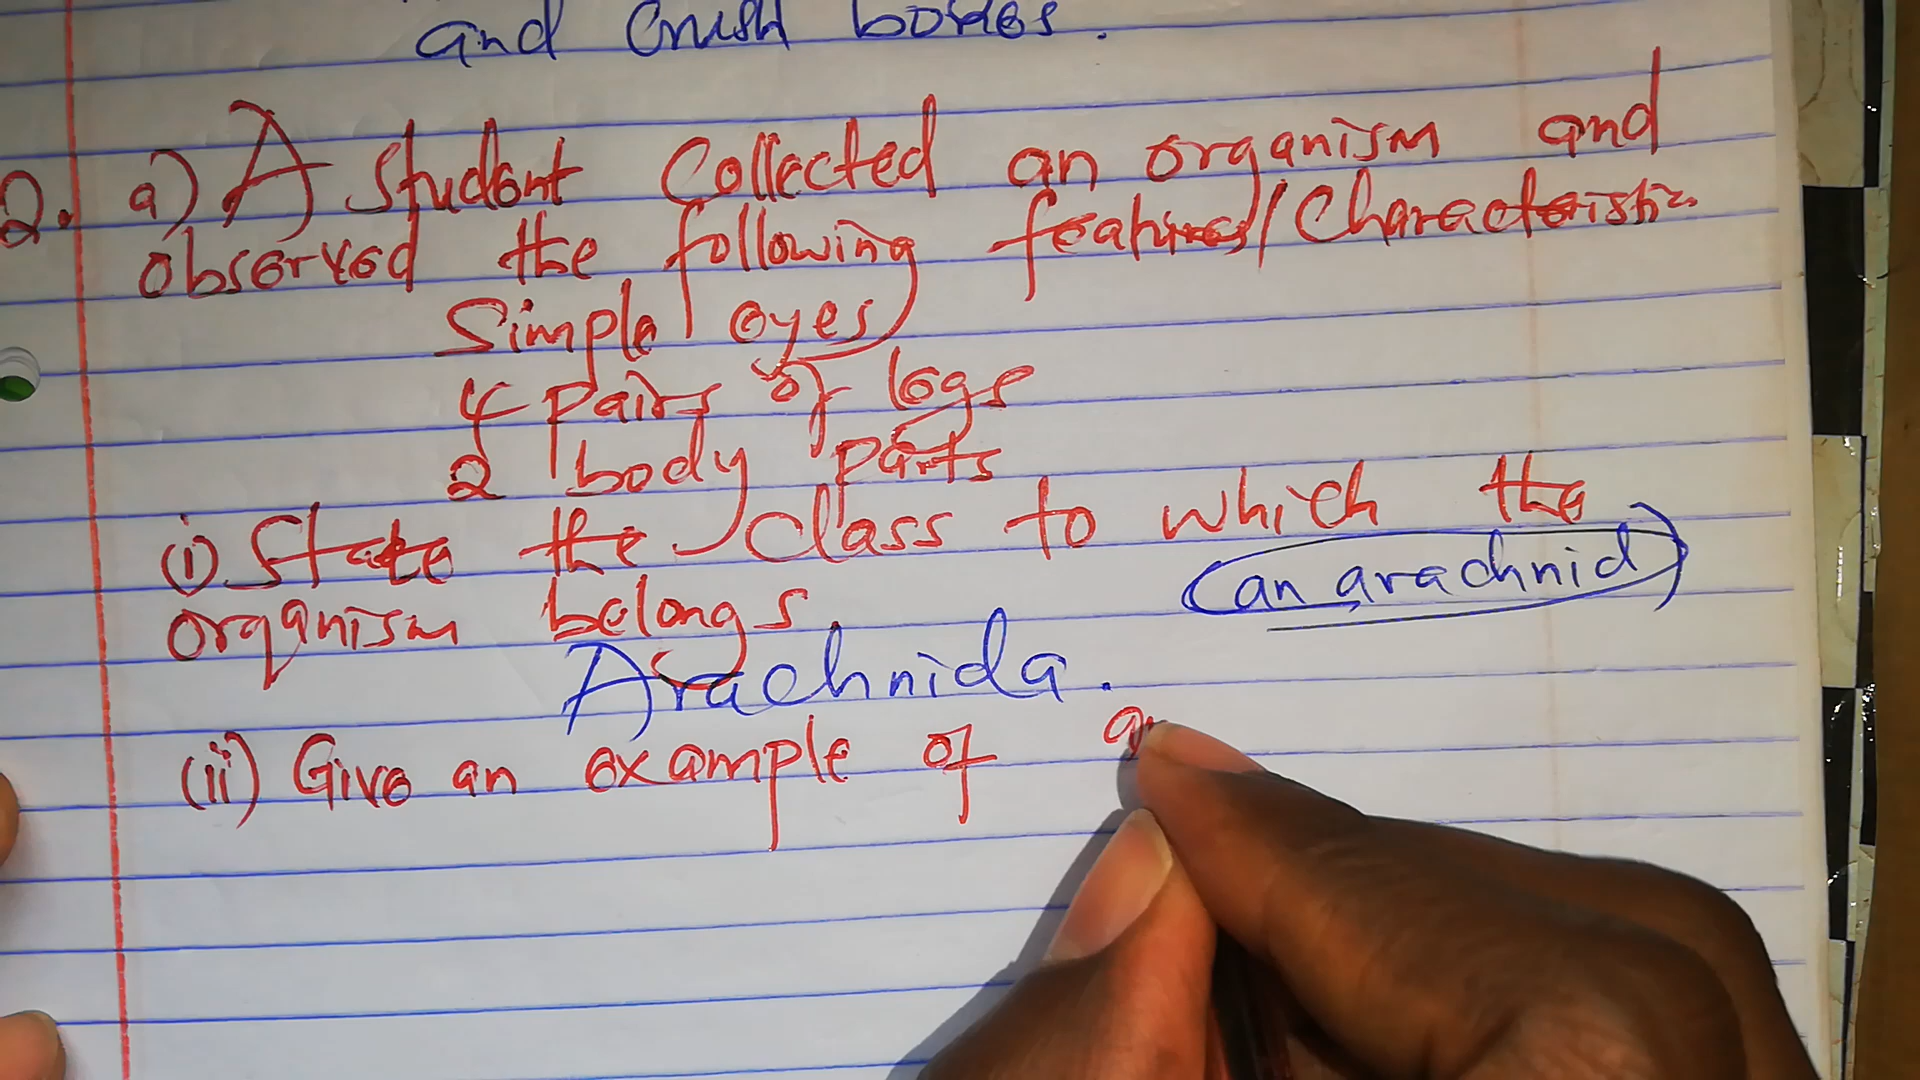 and Crush bones.
2. a) A student Collected an organism and
observed the following features/Characteristics
Simple eyes
4 pairs of legs
2 body parts
(i) State the class to which the
organism belongs
(an arachnid)
Arachnida.
(ii) Give an example of an